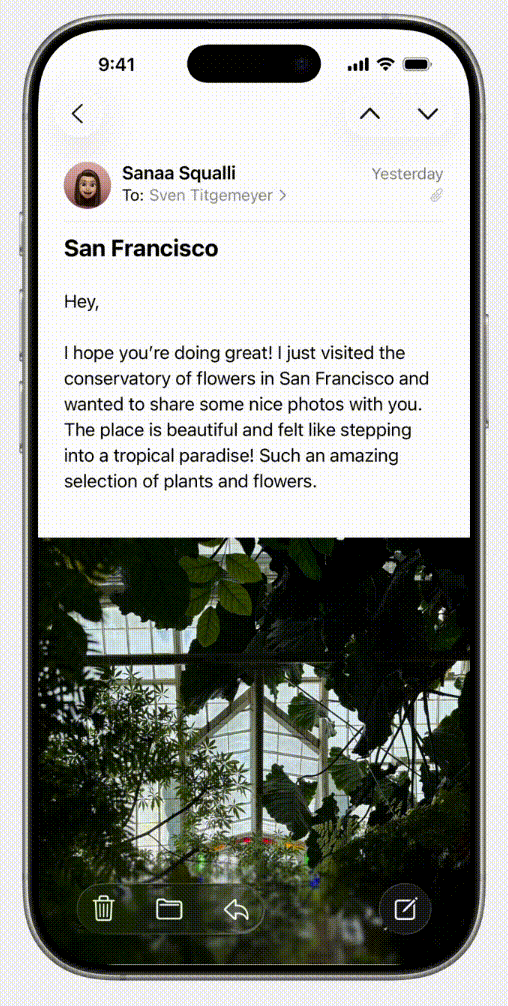 9:41
Sanaa Squalli
Yesterday
To: Sven Titgemeyer
San Francisco
Hey,
I hope you’re doing great! I just visited the
conservatory of flowers in San Francisco and
wanted to share some nice photos with you.
The place is beautiful and felt like stepping
into a tropical paradise! Such an amazing
selection of plants and flowers.